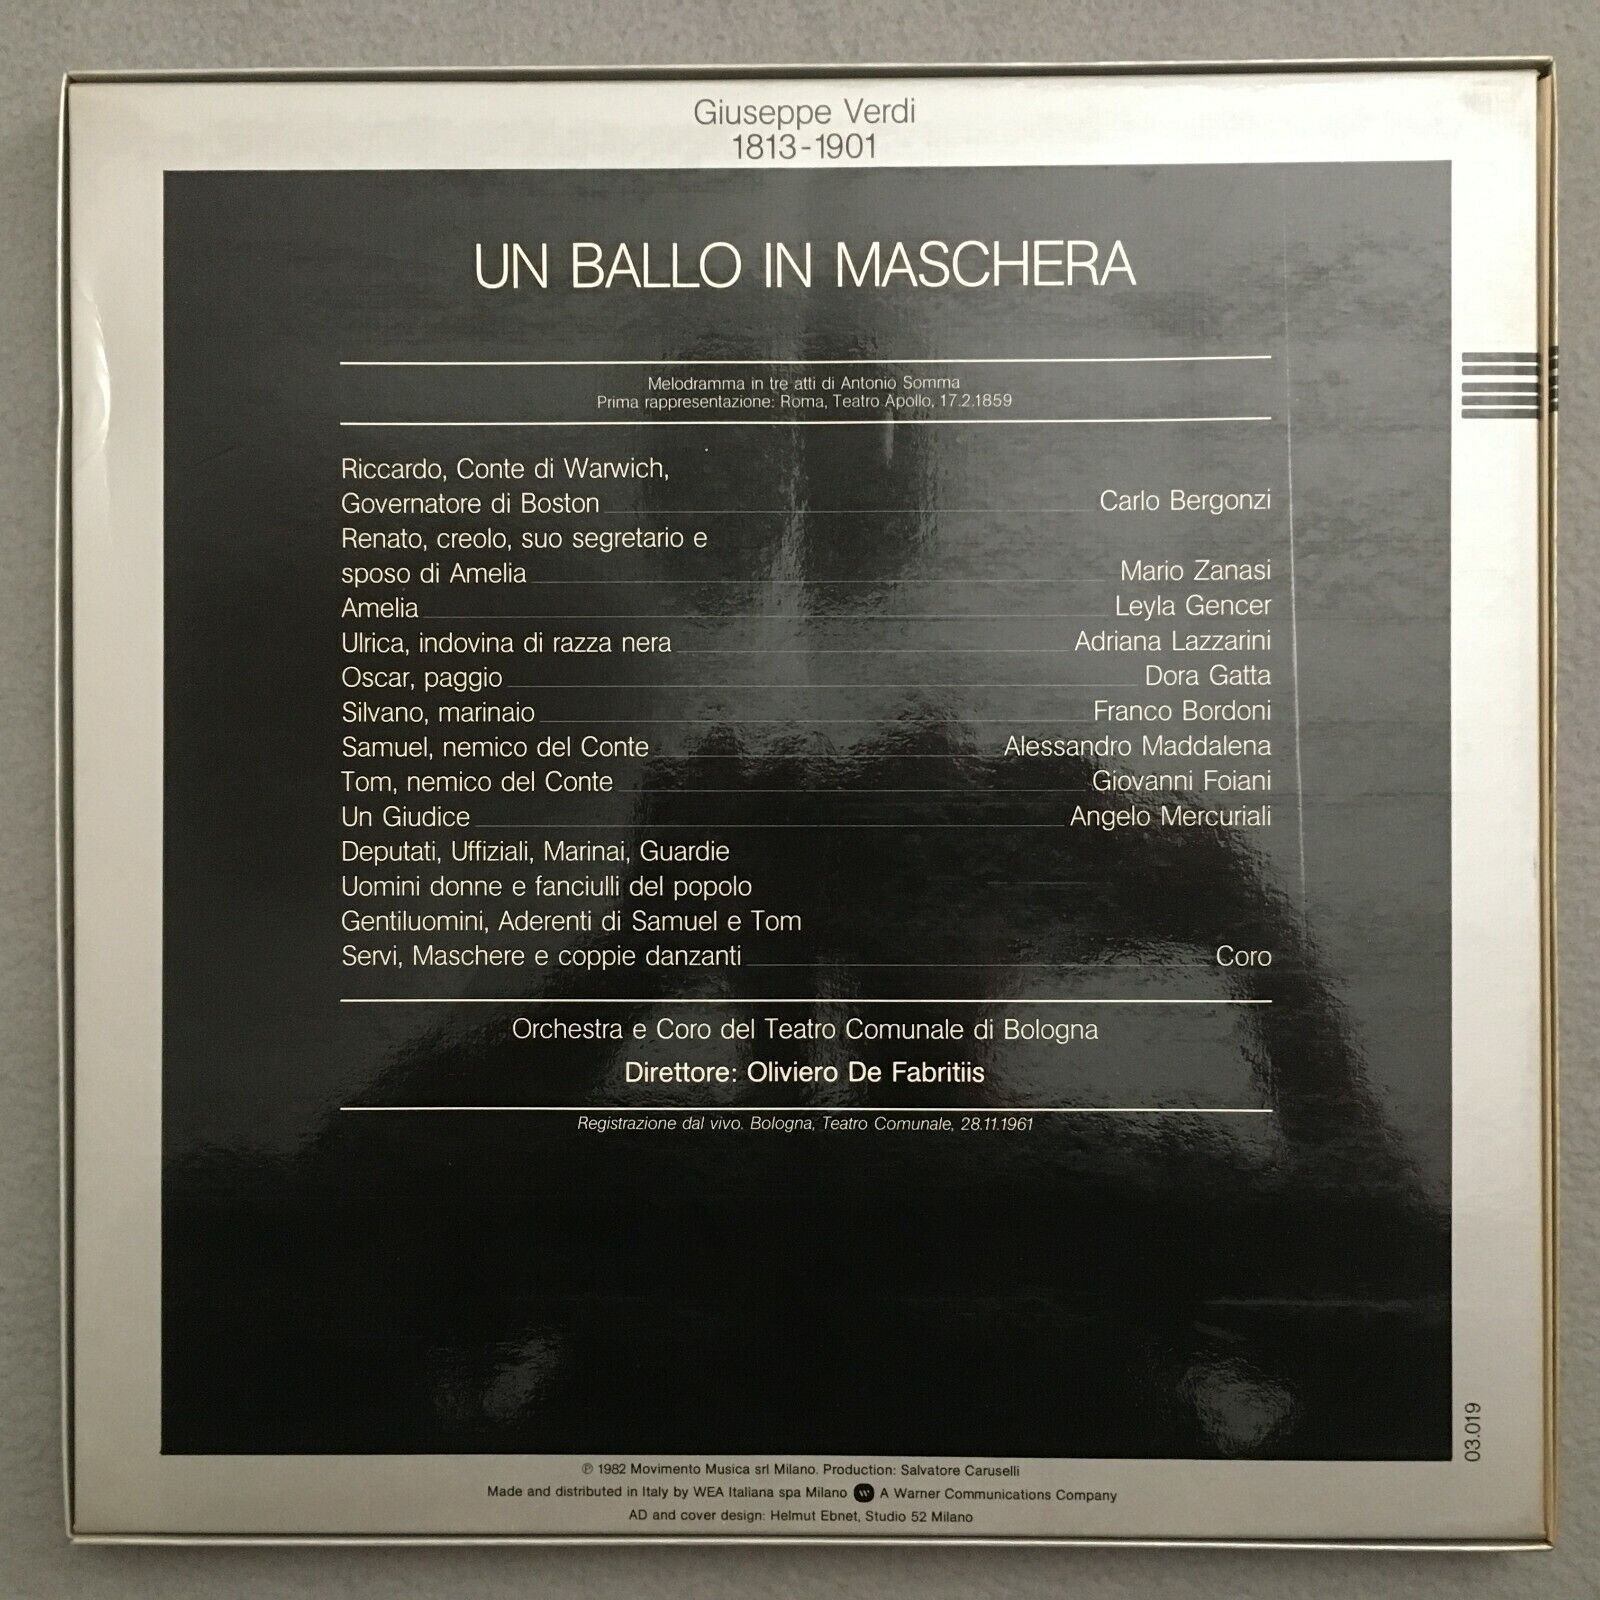 Giuseppe Verdi
1813-1901
UN BALLO IN MASCHERA
Melodramma in tre atti di Antonio Somma
Prima rappresentazione: Roma, Teatro Apollo, 17.2.1859
Riccardo, Conte di Warwich,
Governatore di Boston Carlo Bergonzi
Renato, creolo, suo segretario e
sposo di Amelia Mario Zanasi
Amelia Leyla Gencer
Ulrica, indovina di razza nera Adriana Lazzarini
Oscar, paggio Dora Gatta
Silvano, marinaio Franco Bordoni
Samuel, nemico del Conte Alessandro Maddalena
Tom, nemico del Conte Giovanni Foiani
Un Giudice Angelo Mercuriali
Deputati, Uffiziali, Marinai, Guardie
Uomini donne e fanciulli del popolo
Gentiluomini, Aderenti di Samuel e Tom
Servi, Maschere e coppie danzanti Coro
Orchestra e Coro del Teatro Comunale di Bologna
Direttore: Oliviero De Fabritiis
Registrazione dal vivo. Bologna, Teatro Comunale, 28.11.1961
03.019
℗ 1982 Movimento Musica srl Milano. Production: Salvatore Caruselli
Made and distributed in Italy by WEA Italiana spa Milano A Warner Communications Company
AD and cover design: Helmut Ebnet, Studio 52 Milano